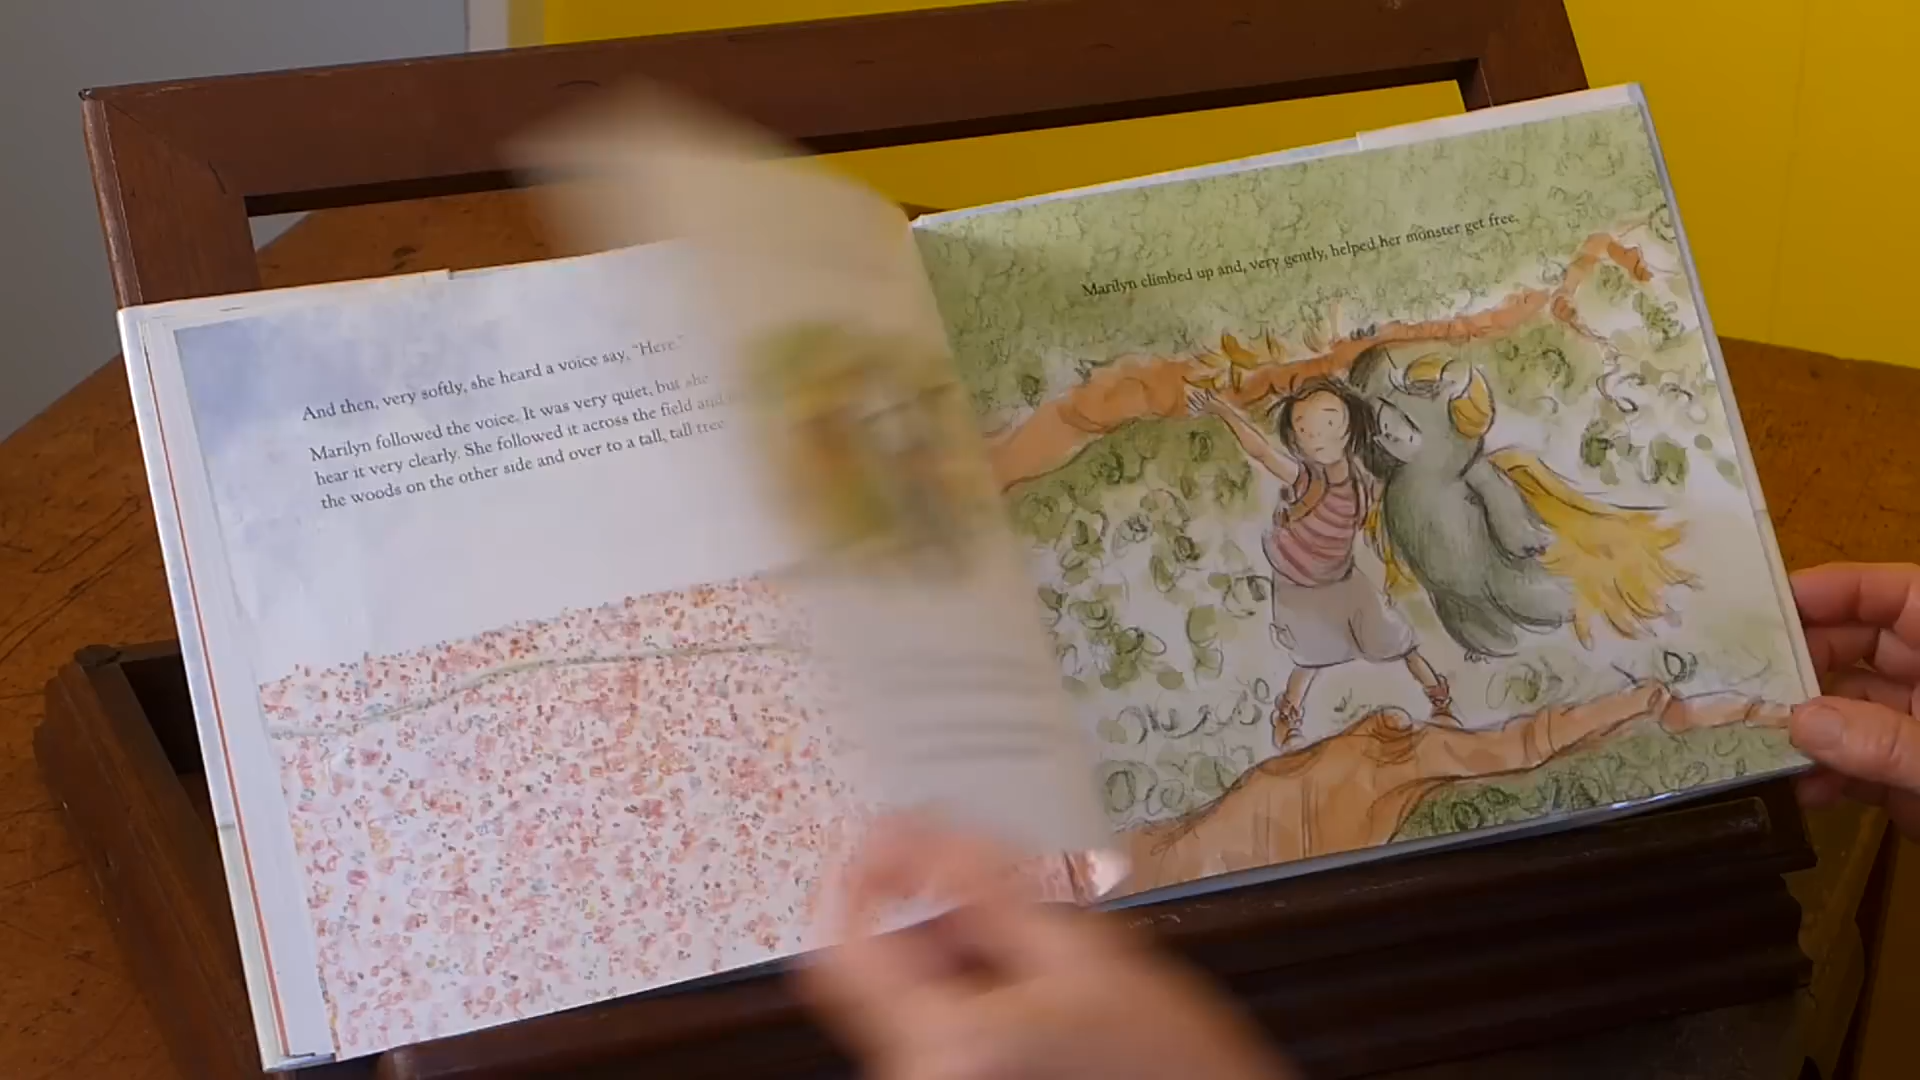 And then, very softly, she heard a voice say, "Here."
Marilyn followed the voice. It was very quiet, but she
hear it very clearly. She followed it across the field and
the woods on the other side and over to a tall, tall tree
Marilyn climbed up and, very gently, helped her monster get free.